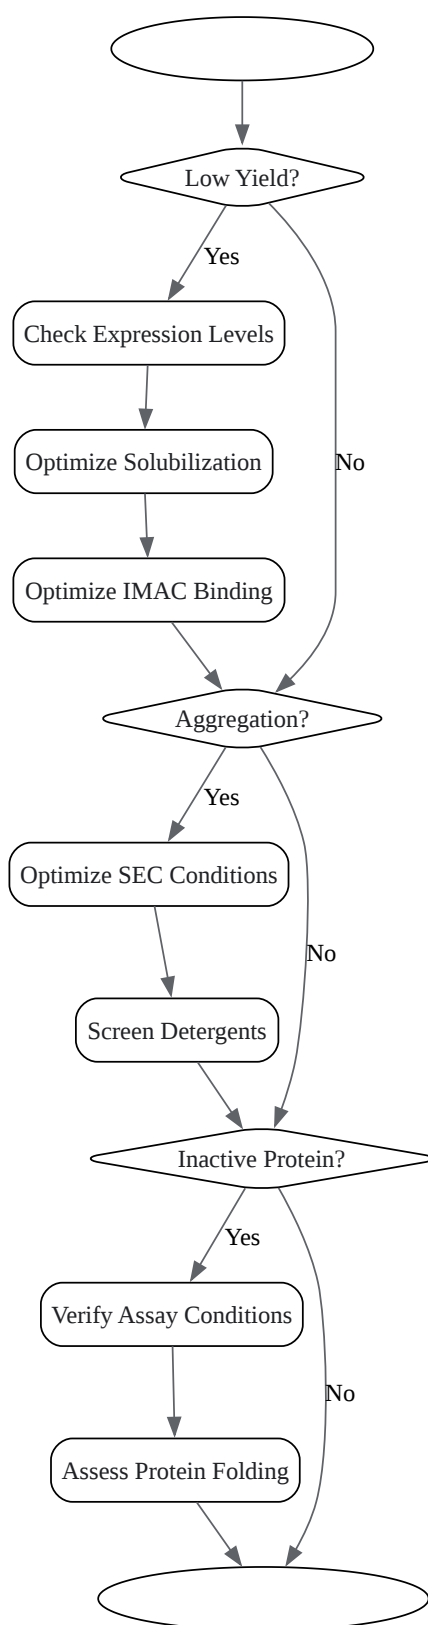 Low Yield?
Yes
Check Expression Levels
Optimize Solubilization
No
Optimize IMAC Binding
Aggregation?
Yes
Optimize SEC Conditions
No
Screen Detergents
Inactive Protein?
Yes
Verify Assay Conditions
No
Assess Protein Folding